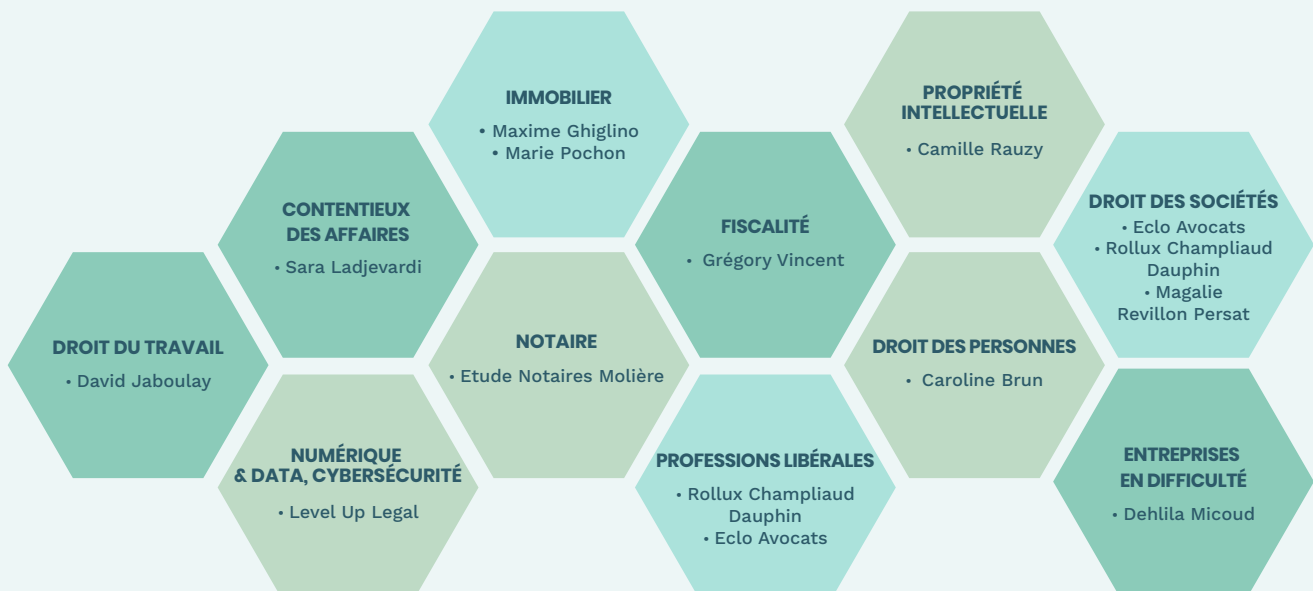 IMMOBILIER
• Maxime Ghiglino
• Marie Pochon
PROPRIÉTÉ
INTELLECTUELLE
• Camille Rauzy
CONTENTIEUX
DES AFFAIRES
• Sara Ladjevardi
FISCALITÉ
• Grégory Vincent
DROIT DES SOCIÉTÉS
• Eclo Avocats
• Rollux Champliaud
Dauphin
• Magalie
Revillon Persat
DROIT DU TRAVAIL
• David Jaboulay
NOTAIRE
• Etude Notaires Molière
DROIT DES PERSONNES
• Caroline Brun
NUMÉRIQUE
& DATA, CYBERSÉCURITÉ
• Level Up Legal
PROFESSIONS LIBÉRALES
• Rollux Champliaud
Dauphin
• Eclo Avocats
ENTREPRISES
EN DIFFICULTÉ
• Dehlila Micoud